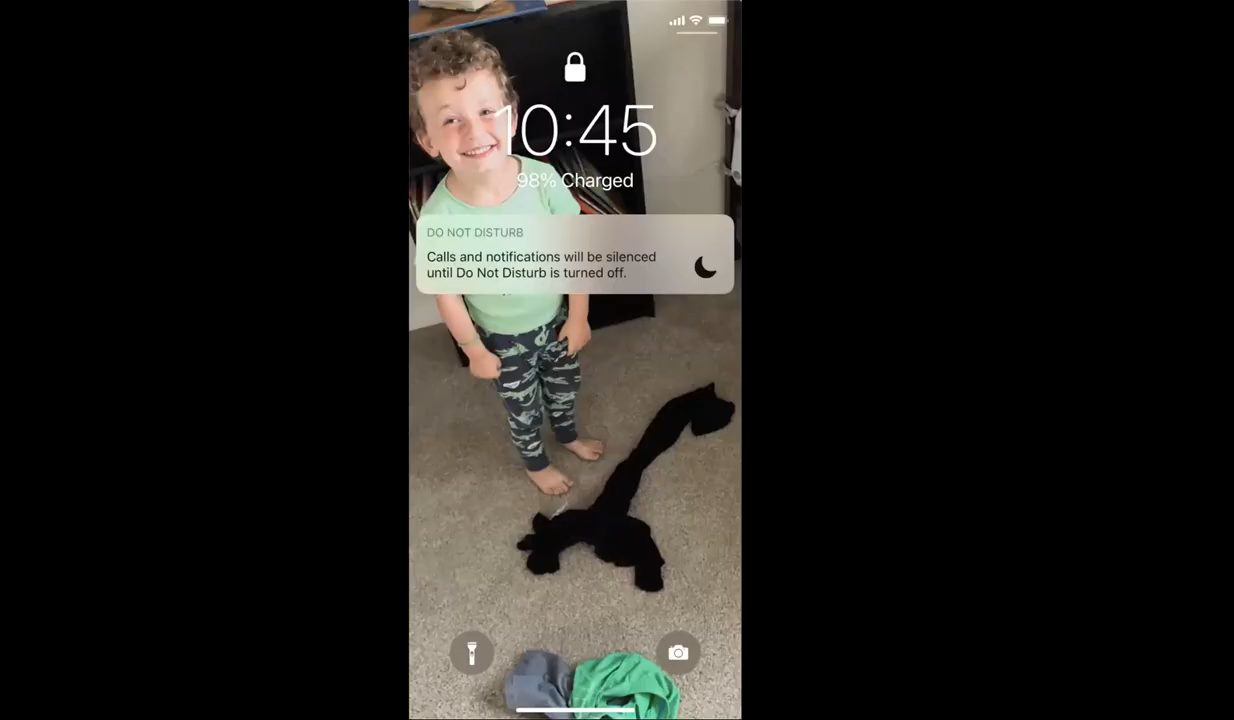 10:45
98% Charged
DO NOT DISTURB
Calls and notifications will be silenced
until Do Not Disturb is turned off.